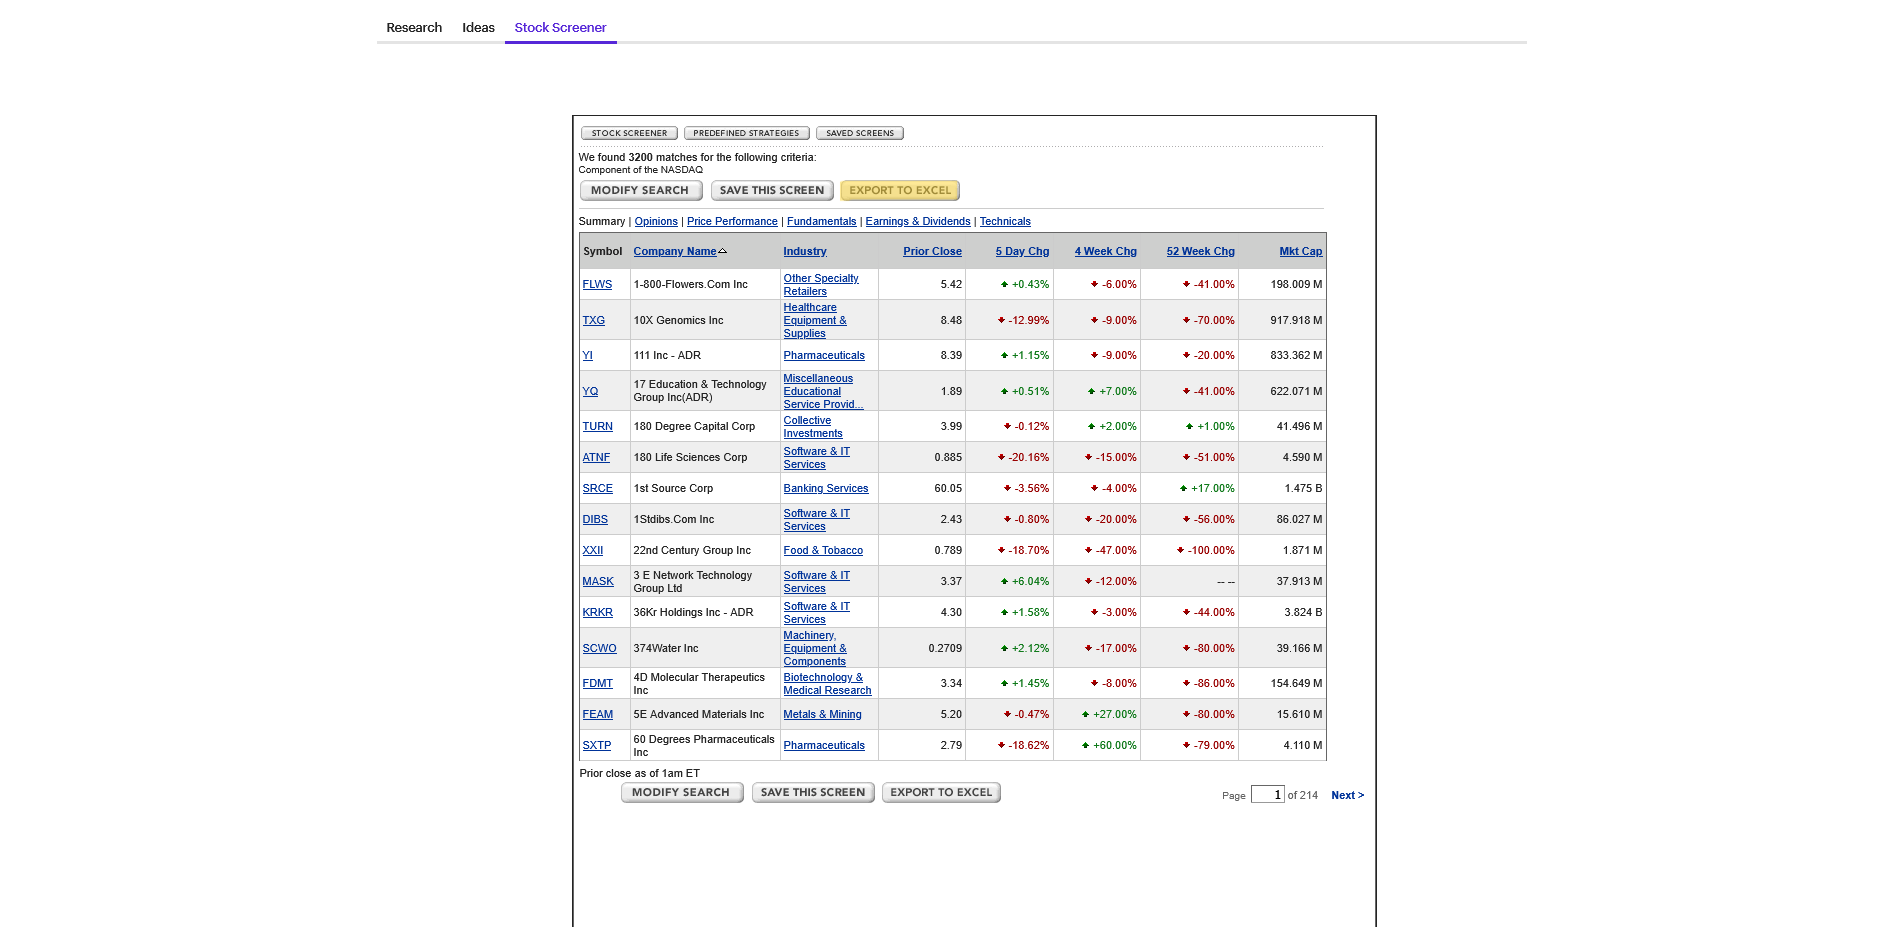 Research Ideas Stock Screener
STOCK SCREENER PREDEFINED STRATEGIES SAVED SCREENS
We found 3200 matches for the following criteria:
Component of the NASDAQ
MODIFY SEARCH SAVE THIS SCREEN EXPORT TO EXCEL
Summary | Opinions | Price Performance | Fundamentals | Earnings & Dividends | Technicals
Symbol Company Name Industry Prior Close 5 Day Chg 4 Week Chg 52 Week Chg Mkt Cap
FLWS 1-800-Flowers.Com Inc Other Specialty Retailers 5.42 +0.43% -6.00% -41.00% 198.009 M
TXG 10X Genomics Inc Healthcare Equipment & Supplies 8.48 -12.99% -9.00% -70.00% 917.918 M
YI 111 Inc - ADR Pharmaceuticals 8.39 +1.15% -9.00% -20.00% 833.362 M
YQ 17 Education & Technology Group Inc(ADR) Miscellaneous Educational Service Provid... 1.89 +0.51% +7.00% -41.00% 622.071 M
TURN 180 Degree Capital Corp Collective Investments 3.99 -0.12% +2.00% +1.00% 41.496 M
ATNF 180 Life Sciences Corp Software & IT Services 0.885 -20.16% -15.00% -51.00% 4.590 M
SRCE 1st Source Corp Banking Services 60.05 -3.56% -4.00% +17.00% 1.475 B
DIBS 1Stdibs.Com Inc Software & IT Services 2.43 -0.80% -20.00% -56.00% 86.027 M
XXII 22nd Century Group Inc Food & Tobacco 0.789 -18.70% -47.00% -100.00% 1.871 M
MASK 3 E Network Technology Group Ltd Software & IT Services 3.37 +6.04% -12.00% -- -- 37.913 M
KRKR 36Kr Holdings Inc - ADR Software & IT Services 4.30 +1.58% -3.00% -44.00% 3.824 B
SCWO 374Water Inc Machinery, Equipment & Components 0.2709 +2.12% -17.00% -80.00% 39.166 M
FDMT 4D Molecular Therapeutics Inc Biotechnology & Medical Research 3.34 +1.45% -8.00% -86.00% 154.649 M
FEAM 5E Advanced Materials Inc Metals & Mining 5.20 -0.47% +27.00% -80.00% 15.610 M
SXTP 60 Degrees Pharmaceuticals Inc Pharmaceuticals 2.79 -18.62% +60.00% -79.00% 4.110 M
Prior close as of 1am ET
MODIFY SEARCH SAVE THIS SCREEN EXPORT TO EXCEL Page 1 of 214 Next >